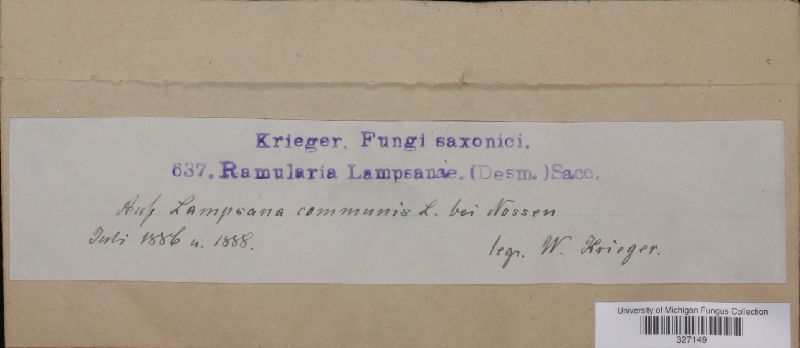 Krieger, Fungi saxonici.
637. Ramularia Lampsanae. (Desm.) Sacc.
Auf Lampsana communis L. bei Nossen
Juli 1886 u. 1888.
leg. W. Krieger.
University of Michigan Fungus Collection
327149